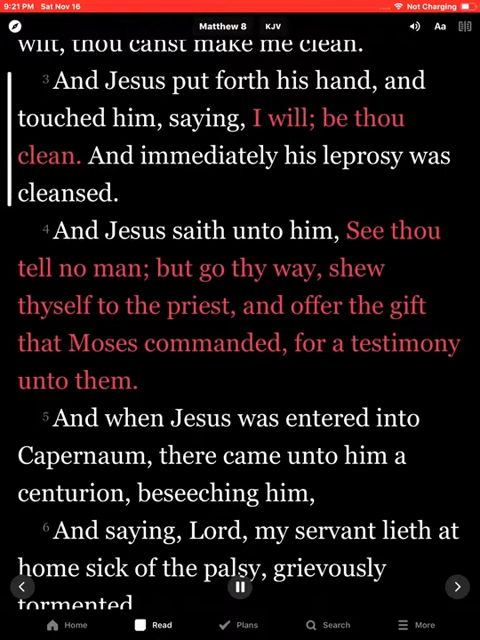 9:21 PM Sat Nov 16
Not Charging
Matthew 8 KJV
Aa
wilt, thou canst make me clean.
3 And Jesus put forth his hand, and
touched him, saying, I will; be thou
clean. And immediately his leprosy was
cleansed.
4 And Jesus saith unto him, See thou
tell no man; but go thy way, shew
thyself to the priest, and offer the gift
that Moses commanded, for a testimony
unto them.
5 And when Jesus was entered into
Capernaum, there came unto him a
centurion, beseeching him,
6 And saying, Lord, my servant lieth at
home sick of the palsy, grievously
tormented
Home Read Plans Search More